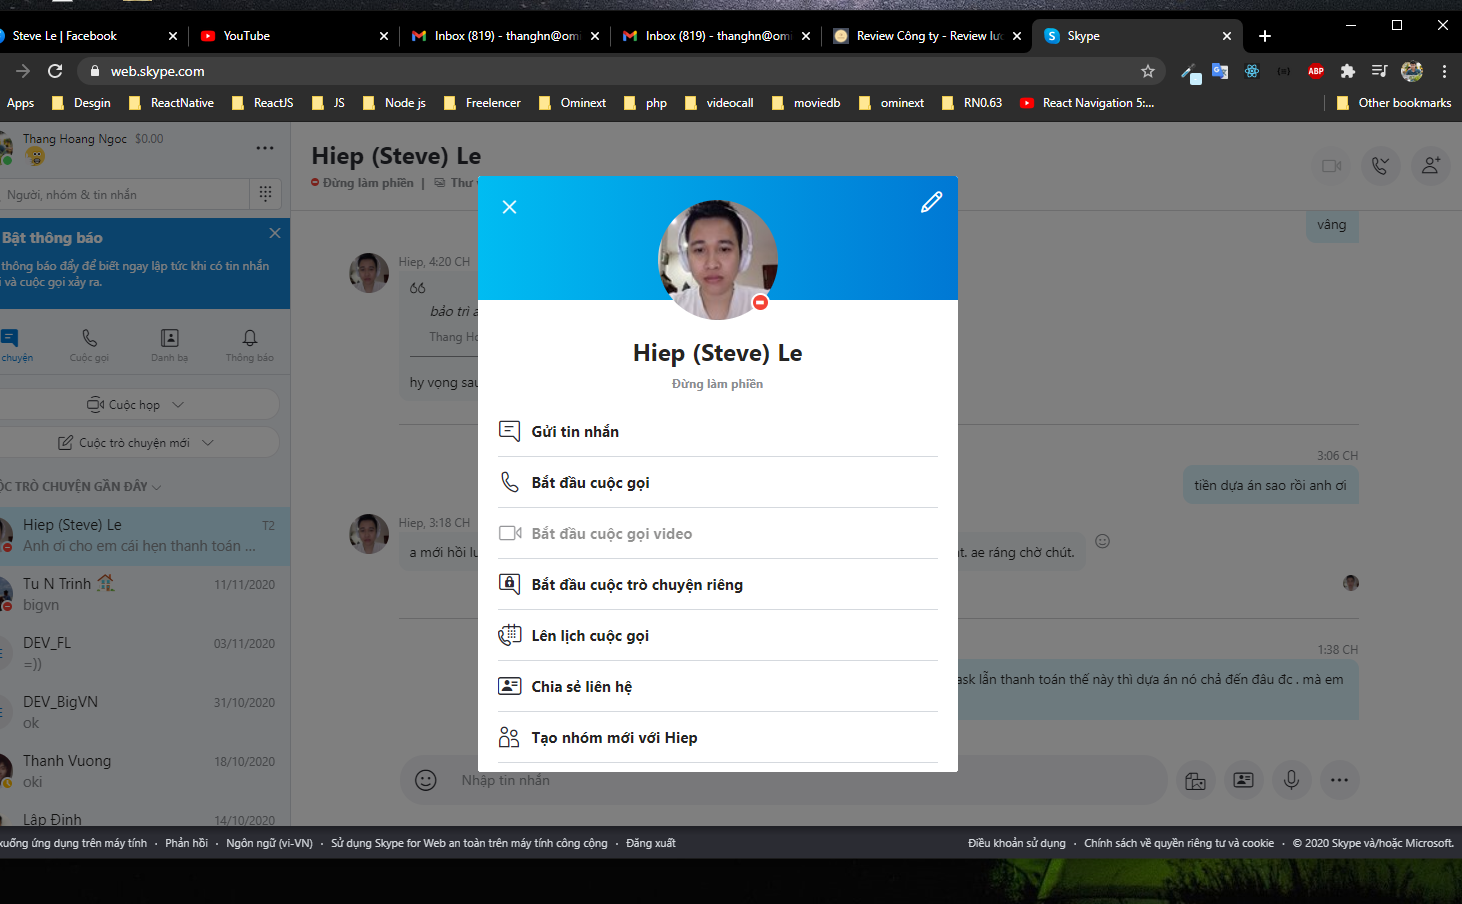 Steve Le | Facebook
YouTube
Inbox (819) - thanghn@omi
Inbox (819) - thanghn@omi
Review Công ty - Review lư
Skype
web.skype.com
ABP
Apps
Desgin
ReactNative
ReactJS
JS
Node js
Freelencer
Ominext
php
videocall
moviedb
ominext
RN0.63
React Navigation 5:...
Other bookmarks
Thang Hoang Ngoc $0.00
Người, nhóm & tin nhắn
Bật thông báo
thông báo đẩy để biết ngay lập tức khi có tin nhắn
và cuộc gọi xảy ra.
chuyện
Cuộc gọi
Danh bạ
Thông báo
Cuộc họp
Cuộc trò chuyện mới
ỘC TRÒ CHUYỆN GẦN ĐÂY
Hiep (Steve) Le T2
Anh ơi cho em cái hẹn thanh toán ...
Tu N Trinh 11/11/2020
bigvn
DEV_FL 03/11/2020
=))
DEV_BigVN 31/10/2020
ok
Thanh Vuong 18/10/2020
oki
Lập Đinh 14/10/2020
Hiep (Steve) Le
Đừng làm phiền | Thư
vâng
Hiep, 4:20 CH
bảo trì
Thang Ho
hy vọng sau
3:06 CH
tiền dựa án sao rồi anh ơi
Hiep, 3:18 CH
a mới hồi lư
t. ae ráng chờ chút.
1:38 CH
ask lẫn thanh toán thế này thì dựa án nó chả đến đâu đc . mà em
Nhập tin nhắn
Hiep (Steve) Le
Đừng làm phiền
Gửi tin nhắn
Bắt đầu cuộc gọi
Bắt đầu cuộc gọi video
Bắt đầu cuộc trò chuyện riêng
Lên lịch cuộc gọi
Chia sẻ liên hệ
Tạo nhóm mới với Hiep
xuống ứng dụng trên máy tính · Phản hồi · Ngôn ngữ (vi-VN) · Sử dụng Skype for Web an toàn trên máy tính công cộng · Đăng xuất
Điều khoản sử dụng · Chính sách về quyền riêng tư và cookie · © 2020 Skype và/hoặc Microsoft.